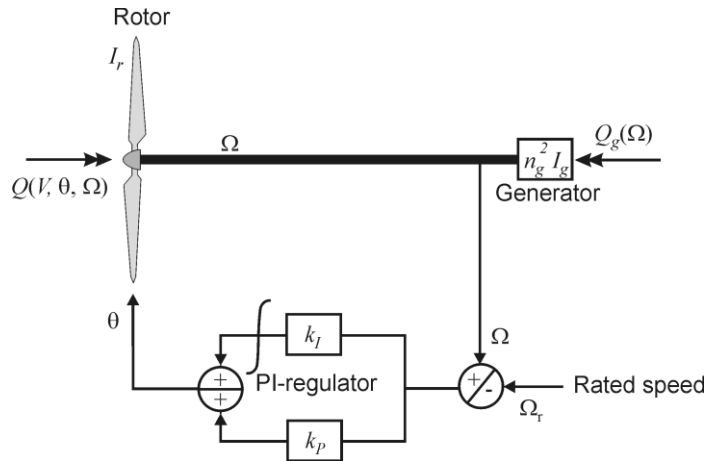 Rotor
I_r
Ω
Q_g(Ω)
n_g^2 I_g
Q(V, θ, Ω)
Generator
θ
k_I
Ω
+
+
PI-regulator
+
-
Rated speed
Ω_r
k_P